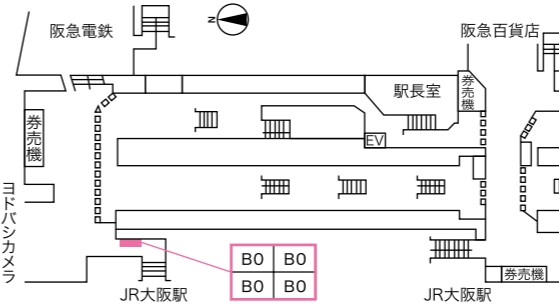 阪急電鉄
N
阪急百貨店
券売機
駅長室
券売機
EV
ヨドバシカメラ
B0 B0
B0 B0
券売機
JR大阪駅
JR大阪駅